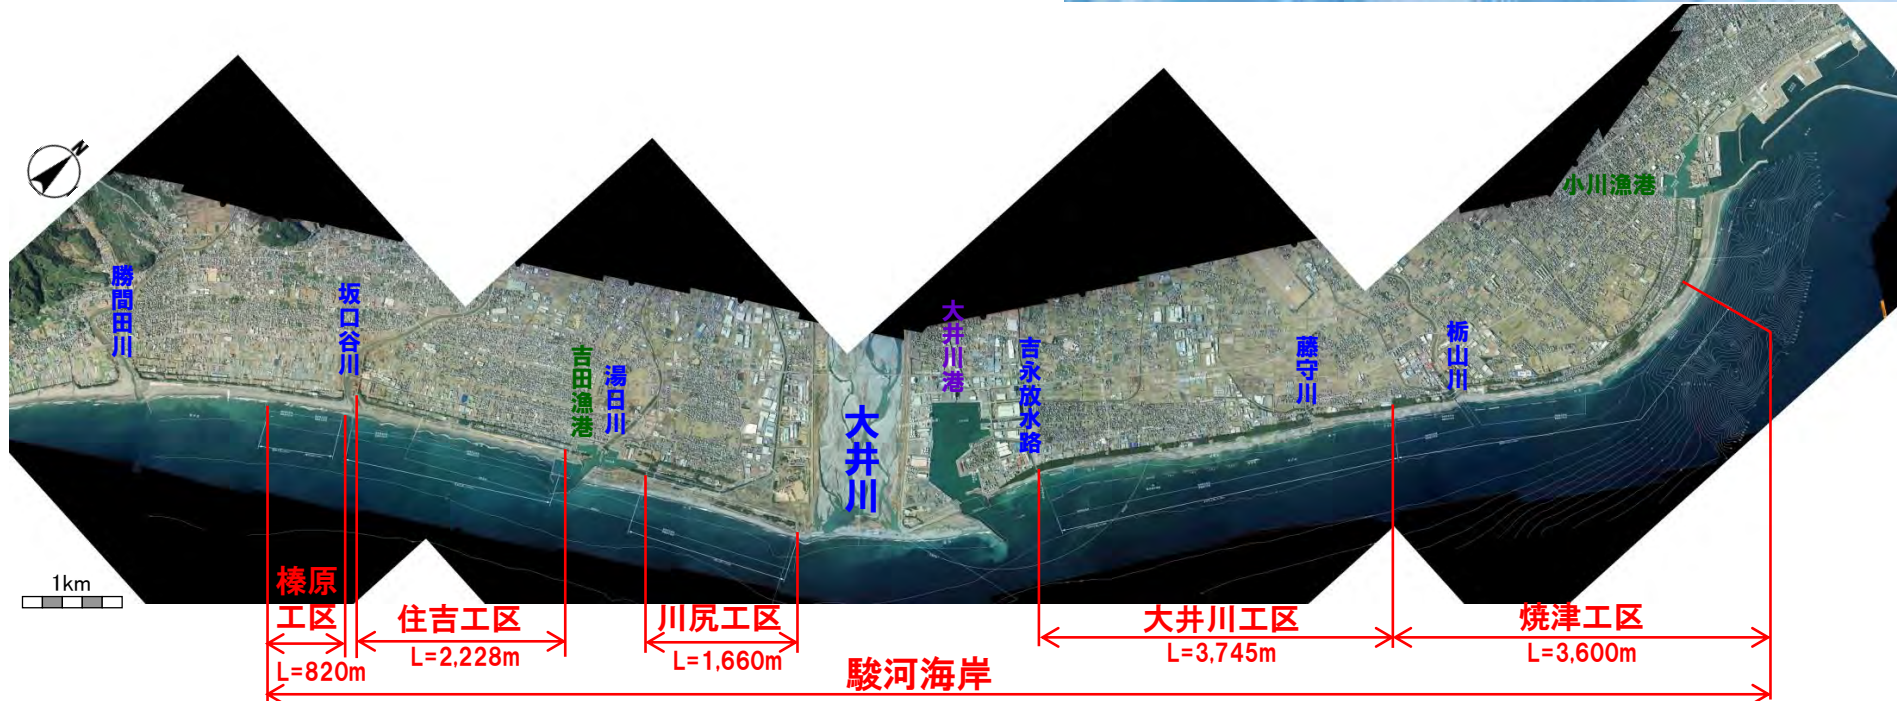 N
小川漁港
勝間田川
坂口谷川
吉田漁港
湯日川
大井川
大井川港
吉永放水路
藤守川
栃山川
1km
榛原
工区
L=820m
住吉工区
L=2,228m
川尻工区
L=1,660m
大井川工区
L=3,745m
焼津工区
L=3,600m
駿河海岸